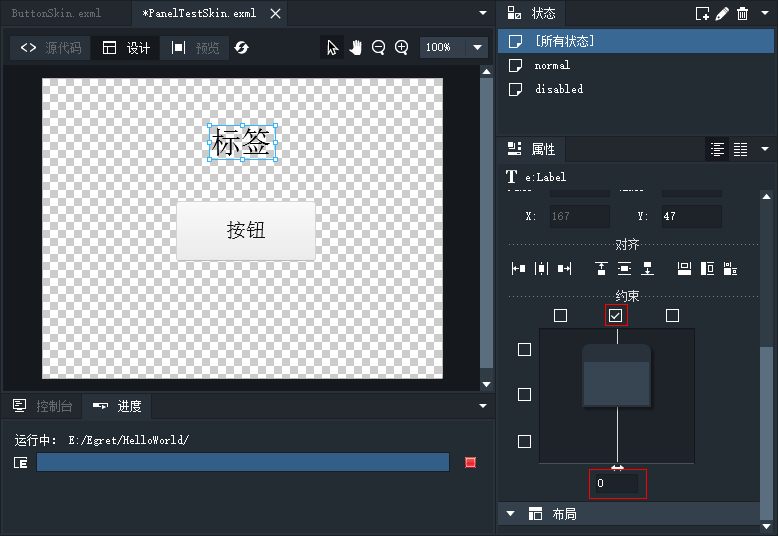 ButtonSkin.exml
*PanelTestSkin.exml
源代码
设计
预览
100%
标签
按钮
控制台
进度
运行中: E:/Egret/HelloWorld/
状态
[所有状态]
normal
disabled
属性
e:Label
X: 167 Y: 47
对齐
约束
0
布局